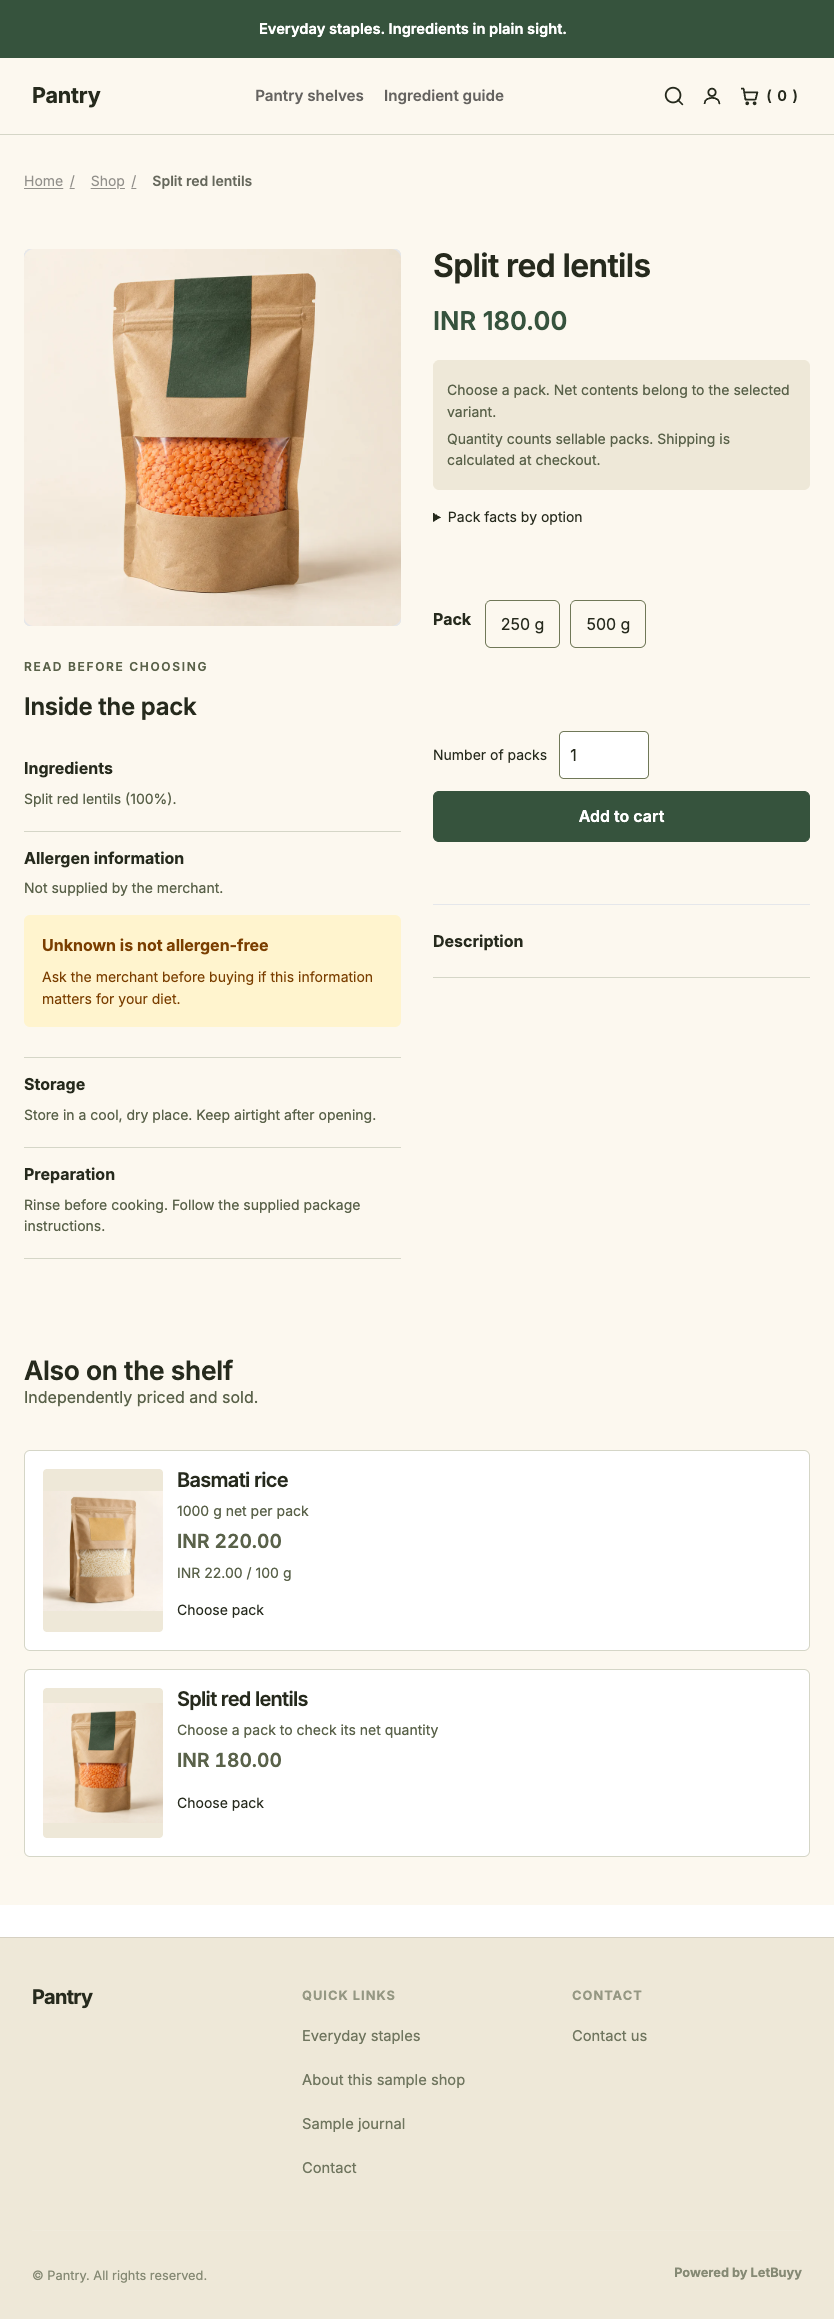 Everyday staples. Ingredients in plain sight.
Pantry
Pantry shelves
Ingredient guide
( 0 )
Home / Shop / Split red lentils
Split red lentils
INR 180.00
Choose a pack. Net contents belong to the selected
variant.
Quantity counts sellable packs. Shipping is
calculated at checkout.
Pack facts by option
Pack
250 g
500 g
Number of packs
1
Add to cart
Description
READ BEFORE CHOOSING
Inside the pack
Ingredients
Split red lentils (100%).
Allergen information
Not supplied by the merchant.
Unknown is not allergen-free
Ask the merchant before buying if this information
matters for your diet.
Storage
Store in a cool, dry place. Keep airtight after opening.
Preparation
Rinse before cooking. Follow the supplied package
instructions.
Also on the shelf
Independently priced and sold.
Basmati rice
1000 g net per pack
INR 220.00
INR 22.00 / 100 g
Choose pack
Split red lentils
Choose a pack to check its net quantity
INR 180.00
Choose pack
Pantry
QUICK LINKS
Everyday staples
About this sample shop
Sample journal
Contact
CONTACT
Contact us
© Pantry. All rights reserved.
Powered by LetBuyy